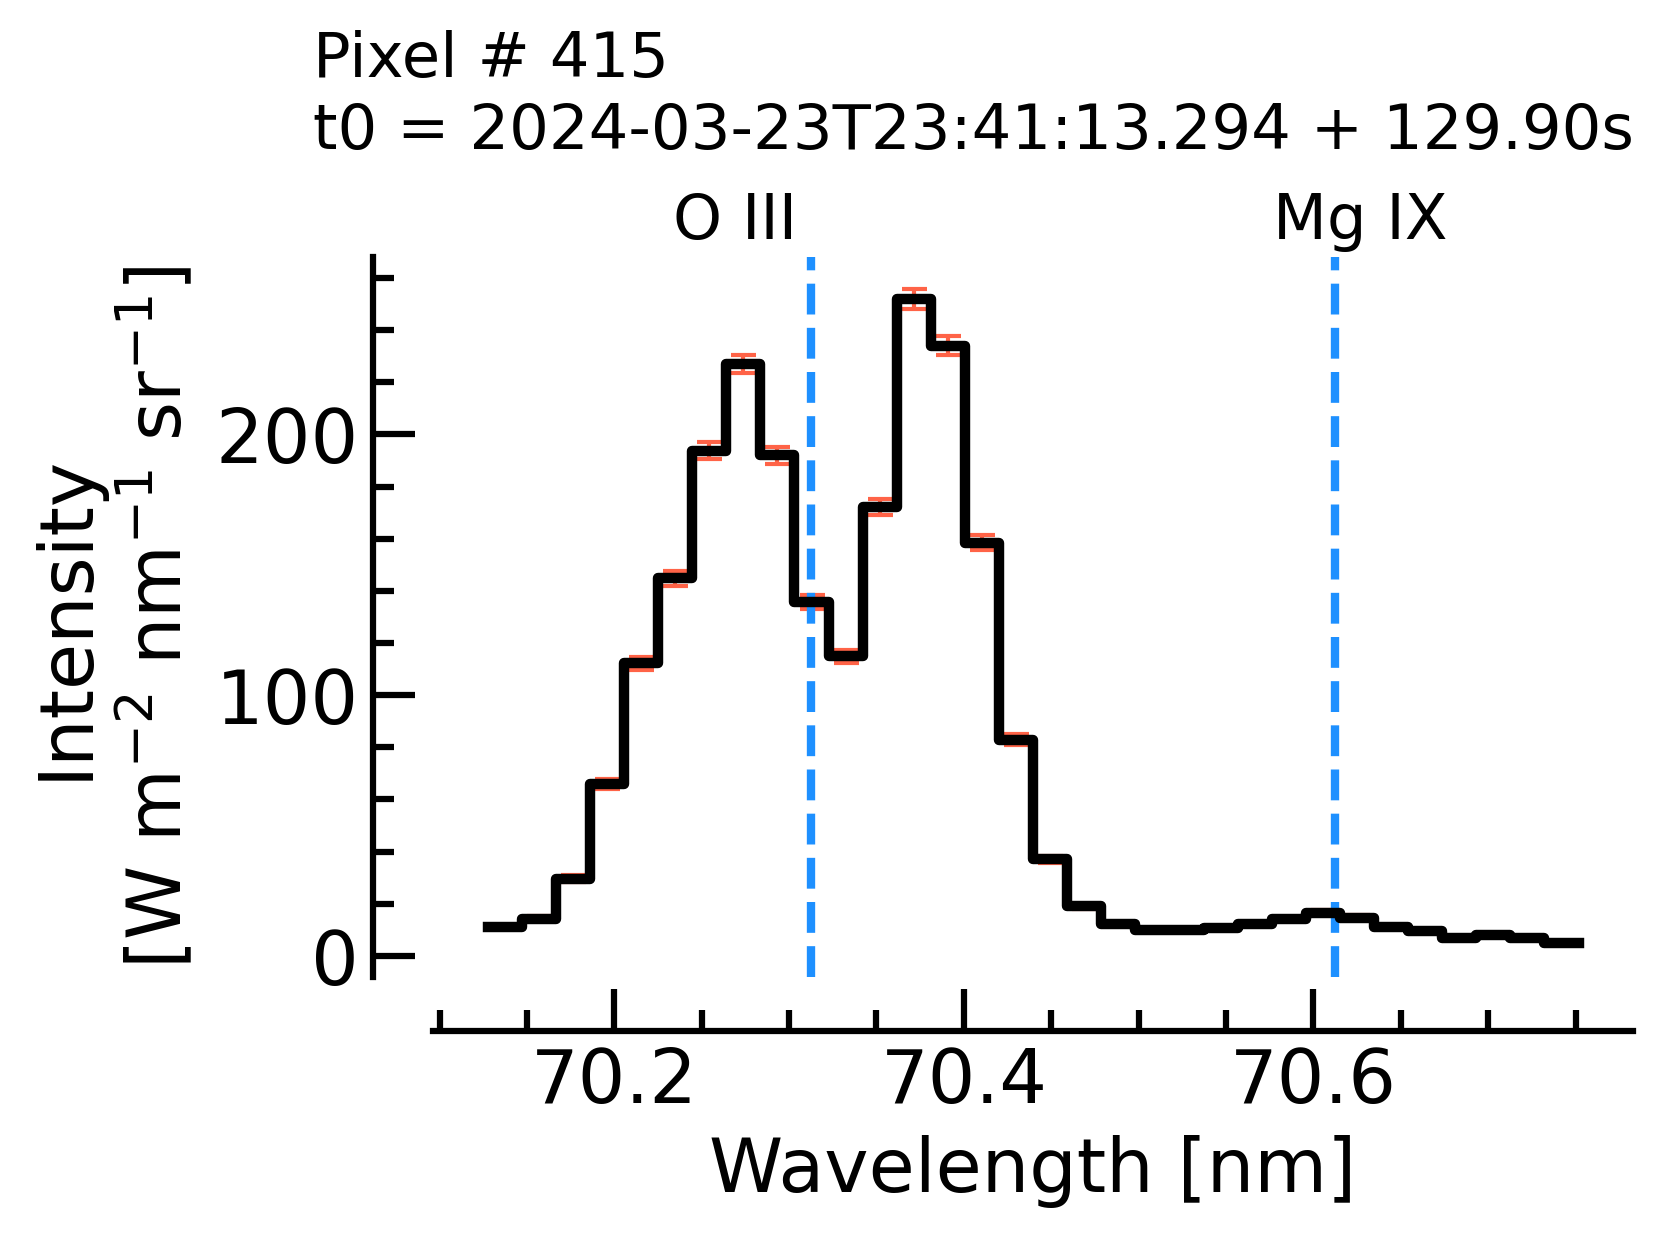 Pixel # 415
t0 = 2024-03-23T23:41:13.294 + 129.90s
O III
Mg IX
Intensity
[W m⁻² nm⁻¹ sr⁻¹]
200
100
0
70.2
70.4
70.6
Wavelength [nm]